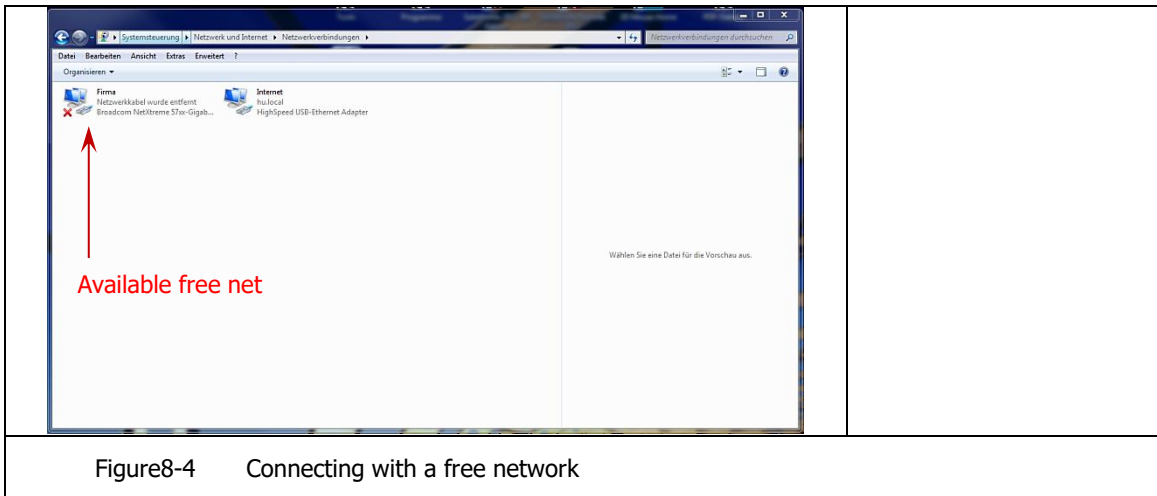 Systemsteuerung Netzwerk und Internet Netzwerkverbindungen Netzwerkverbindungen durchsuchen
Datei Bearbeiten Ansicht Extras Erweitert ?
Organisieren
Firma
Netzwerkkabel wurde entfernt
Broadcom NetXtreme 57xx-Gigab...
Internet
hu.local
HighSpeed USB-Ethernet Adapter
Wählen Sie eine Datei für die Vorschau aus.
Available free net
Figure8-4 Connecting with a free network